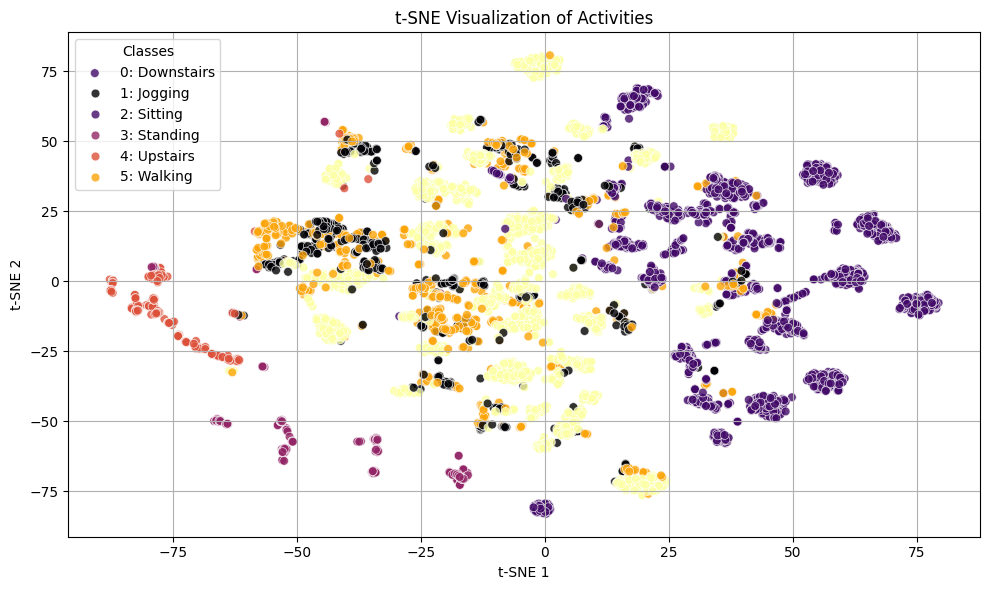 t-SNE Visualization of Activities
Classes
0: Downstairs
1: Jogging
2: Sitting
3: Standing
4: Upstairs
5: Walking
75
50
25
0
−25
−50
−75
t-SNE 2
−75
−50
−25
0
25
50
75
t-SNE 1